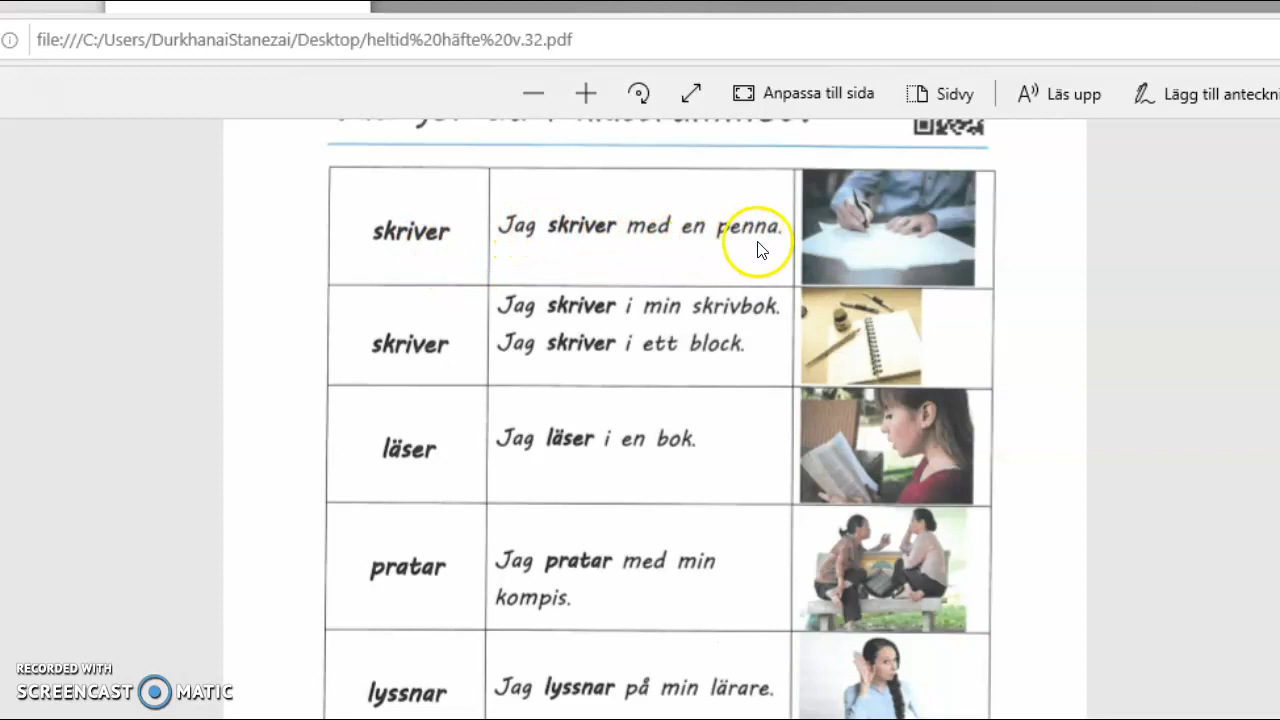 file:///C:/Users/DurkhanaiStanezai/Desktop/heltid%20häfte%20v.32.pdf
Anpassa till sida
Sidvy
Läs upp
Lägg till anteckni
skriver
Jag skriver med en penna.
skriver
Jag skriver i min skrivbok.
Jag skriver i ett block.
läser
Jag läser i en bok.
pratar
Jag pratar med min
kompis.
lyssnar
Jag lyssnar på min lärare.
RECORDED WITH
SCREENCAST MATIC